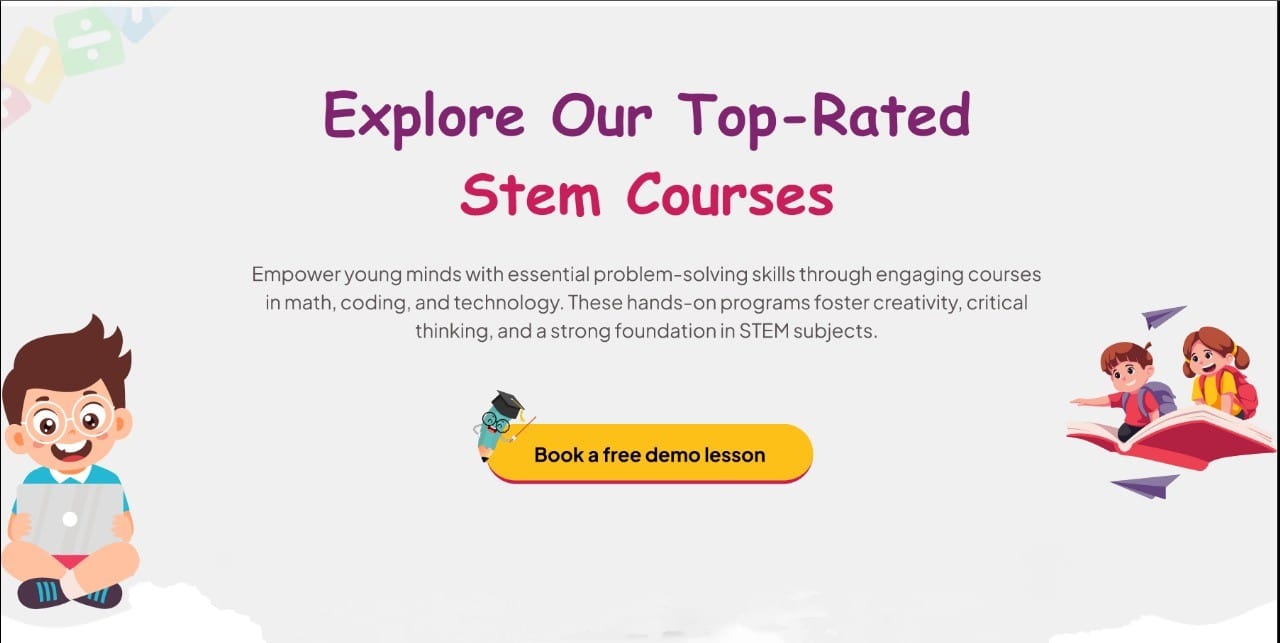 Explore Our Top-Rated
Stem Courses
Empower young minds with essential problem-solving skills through engaging courses
in math, coding, and technology. These hands-on programs foster creativity, critical
thinking, and a strong foundation in STEM subjects.
Book a free demo lesson